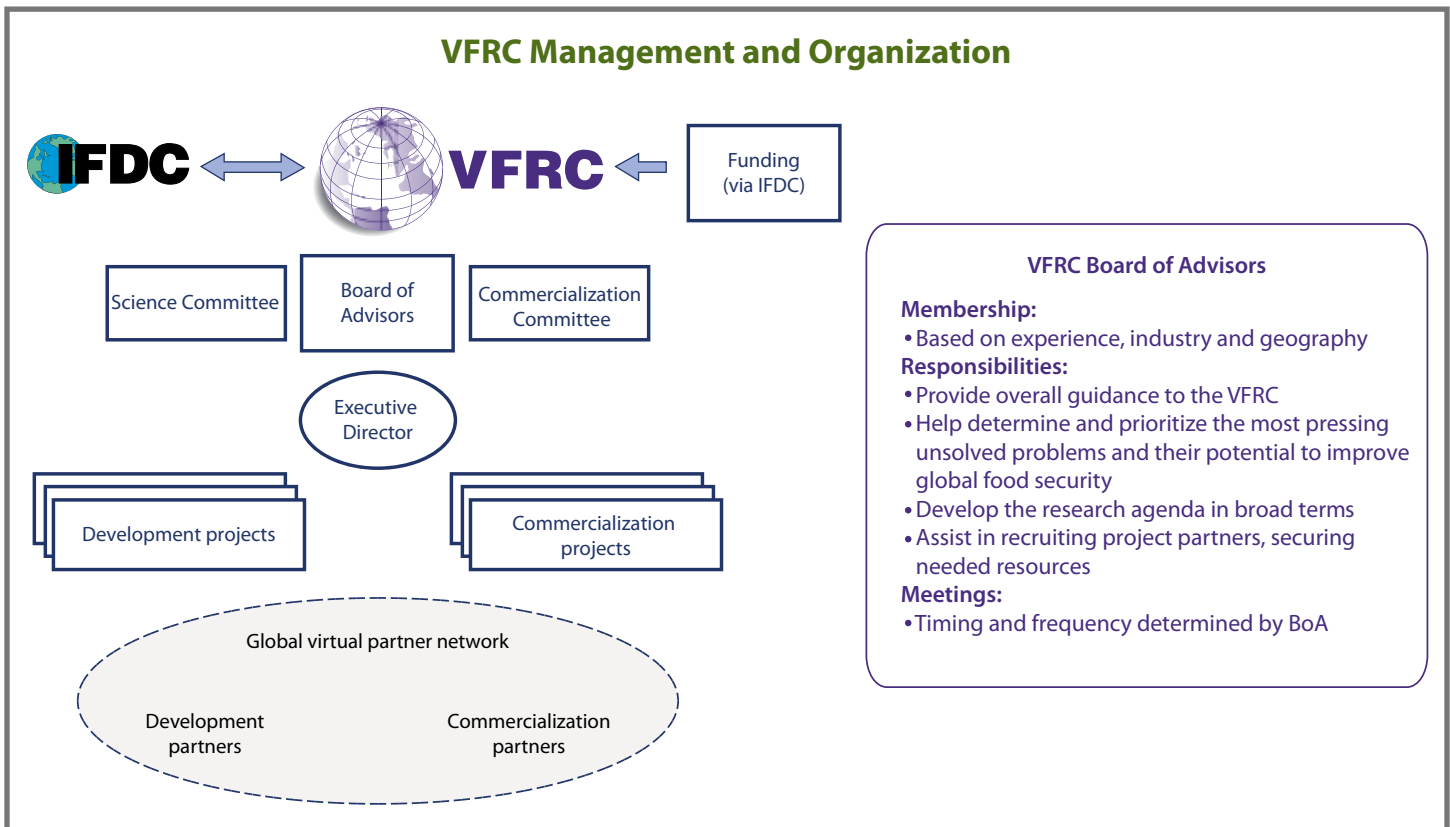 VFRC Management and Organization
IFDC
VFRC
Funding
(via IFDC)
Science Committee
Board of
Advisors
Commercialization
Committee
Executive
Director
Development projects
Commercialization
projects
Global virtual partner network
Development
partners
Commercialization
partners
VFRC Board of Advisors
Membership:
• Based on experience, industry and geography
Responsibilities:
• Provide overall guidance to the VFRC
• Help determine and prioritize the most pressing
unsolved problems and their potential to improve
global food security
• Develop the research agenda in broad terms
• Assist in recruiting project partners, securing
needed resources
Meetings:
• Timing and frequency determined by BoA